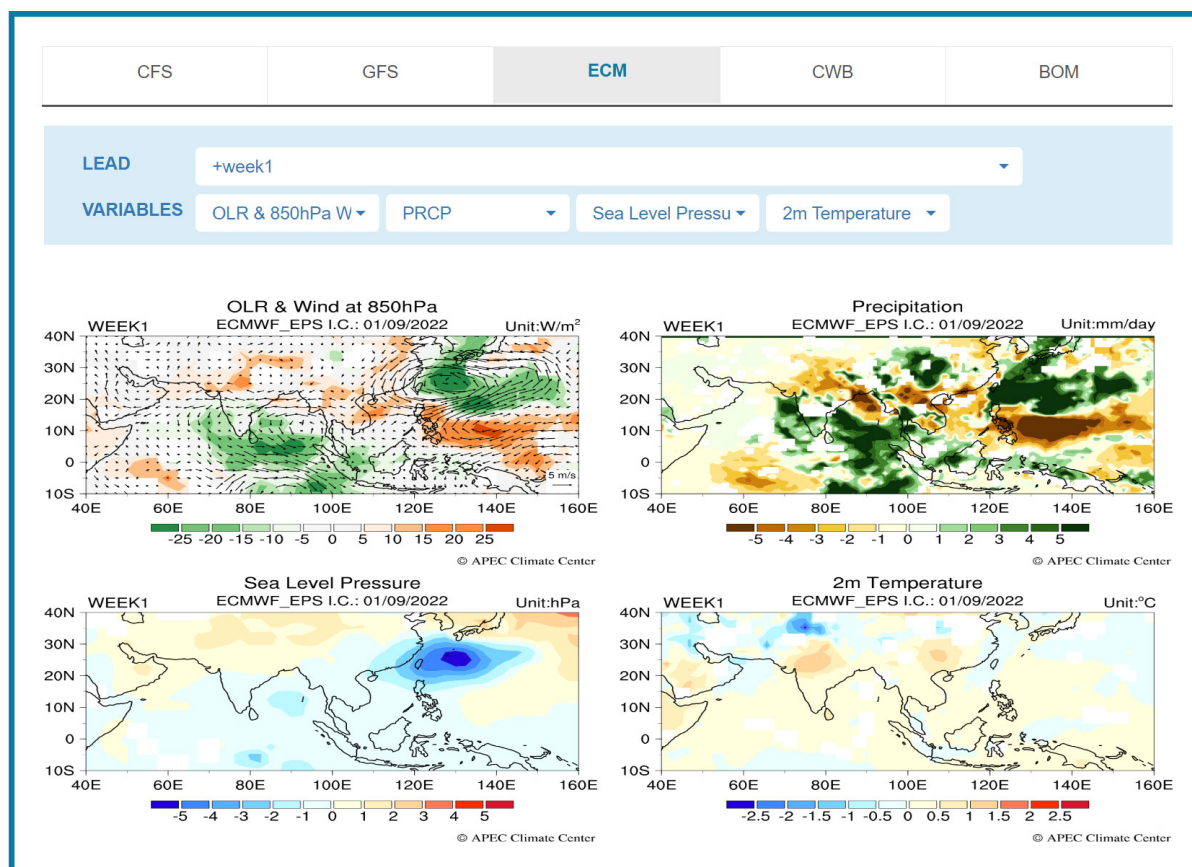 CFS GFS ECM CWB BOM
LEAD +week1
VARIABLES OLR & 850hPa W PRCP Sea Level Pressu 2m Temperature
OLR & Wind at 850hPa
WEEK1 ECMWF_EPS I.C.: 01/09/2022 Unit:W/m²
40N
30N
20N
10N
0
10S
5 m/s
40E 60E 80E 100E 120E 140E 160E
-25 -20 -15 -10 -5 0 5 10 15 20 25
© APEC Climate Center
Precipitation
WEEK1 ECMWF_EPS I.C.: 01/09/2022 Unit:mm/day
40N
30N
20N
10N
0
10S
40E 60E 80E 100E 120E 140E 160E
-5 -4 -3 -2 -1 0 1 2 3 4 5
© APEC Climate Center
Sea Level Pressure
WEEK1 ECMWF_EPS I.C.: 01/09/2022 Unit:hPa
40N
30N
20N
10N
0
10S
40E 60E 80E 100E 120E 140E 160E
-5 -4 -3 -2 -1 0 1 2 3 4 5
© APEC Climate Center
2m Temperature
WEEK1 ECMWF_EPS I.C.: 01/09/2022 Unit:°C
40N
30N
20N
10N
0
10S
40E 60E 80E 100E 120E 140E 160E
-2.5 -2 -1.5 -1 -0.5 0 0.5 1 1.5 2 2.5
© APEC Climate Center